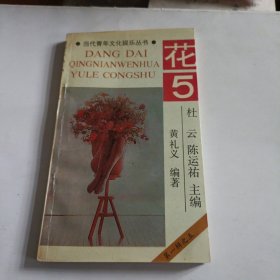 当代青年文化娱乐丛书
DANG DAI
QINGNIANWENHUA
YULE CONGSHU
花
5
杜云 陈运祐 主编
黄礼义 编著